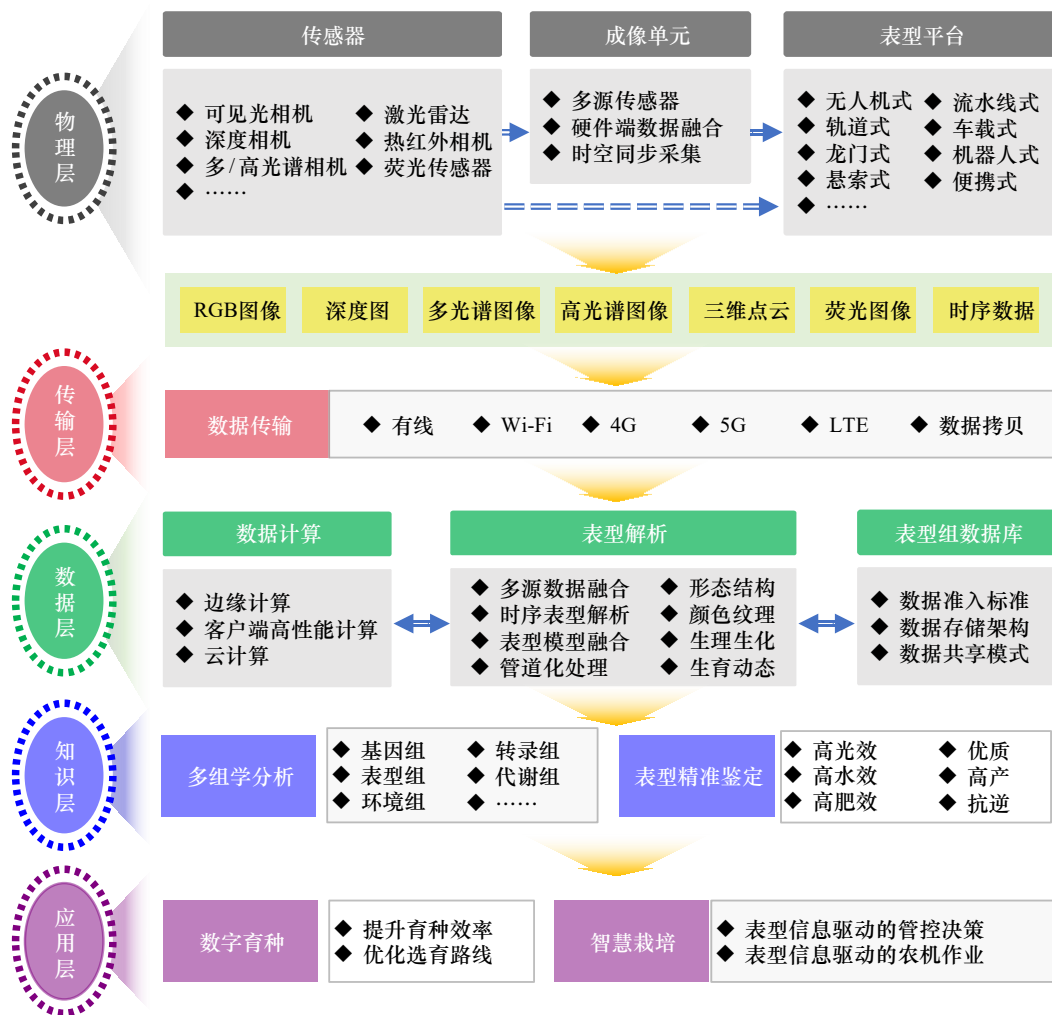 物理层
传感器
成像单元
表型平台
◆ 可见光相机 ◆ 激光雷达
◆ 深度相机 ◆ 热红外相机
◆ 多/高光谱相机 ◆ 荧光传感器
◆ ……
◆ 多源传感器
◆ 硬件端数据融合
◆ 时空同步采集
◆ 无人机式 ◆ 流水线式
◆ 轨道式 ◆ 车载式
◆ 龙门式 ◆ 机器人式
◆ 悬索式 ◆ 便携式
◆ ……
RGB图像 深度图 多光谱图像 高光谱图像 三维点云 荧光图像 时序数据
传输层
数据传输
◆ 有线 ◆ Wi-Fi ◆ 4G ◆ 5G ◆ LTE ◆ 数据拷贝
数据层
数据计算
表型解析
表型组数据库
◆ 边缘计算
◆ 客户端高性能计算
◆ 云计算
◆ 多源数据融合 ◆ 形态结构
◆ 时序表型解析 ◆ 颜色纹理
◆ 表型模型融合 ◆ 生理生化
◆ 管道化处理 ◆ 生育动态
◆ 数据准入标准
◆ 数据存储架构
◆ 数据共享模式
知识层
多组学分析
◆ 基因组 ◆ 转录组
◆ 表型组 ◆ 代谢组
◆ 环境组 ◆ ……
表型精准鉴定
◆ 高光效 ◆ 优质
◆ 高水效 ◆ 高产
◆ 高肥效 ◆ 抗逆
应用层
数字育种
◆ 提升育种效率
◆ 优化选育路线
智慧栽培
◆ 表型信息驱动的管控决策
◆ 表型信息驱动的农机作业